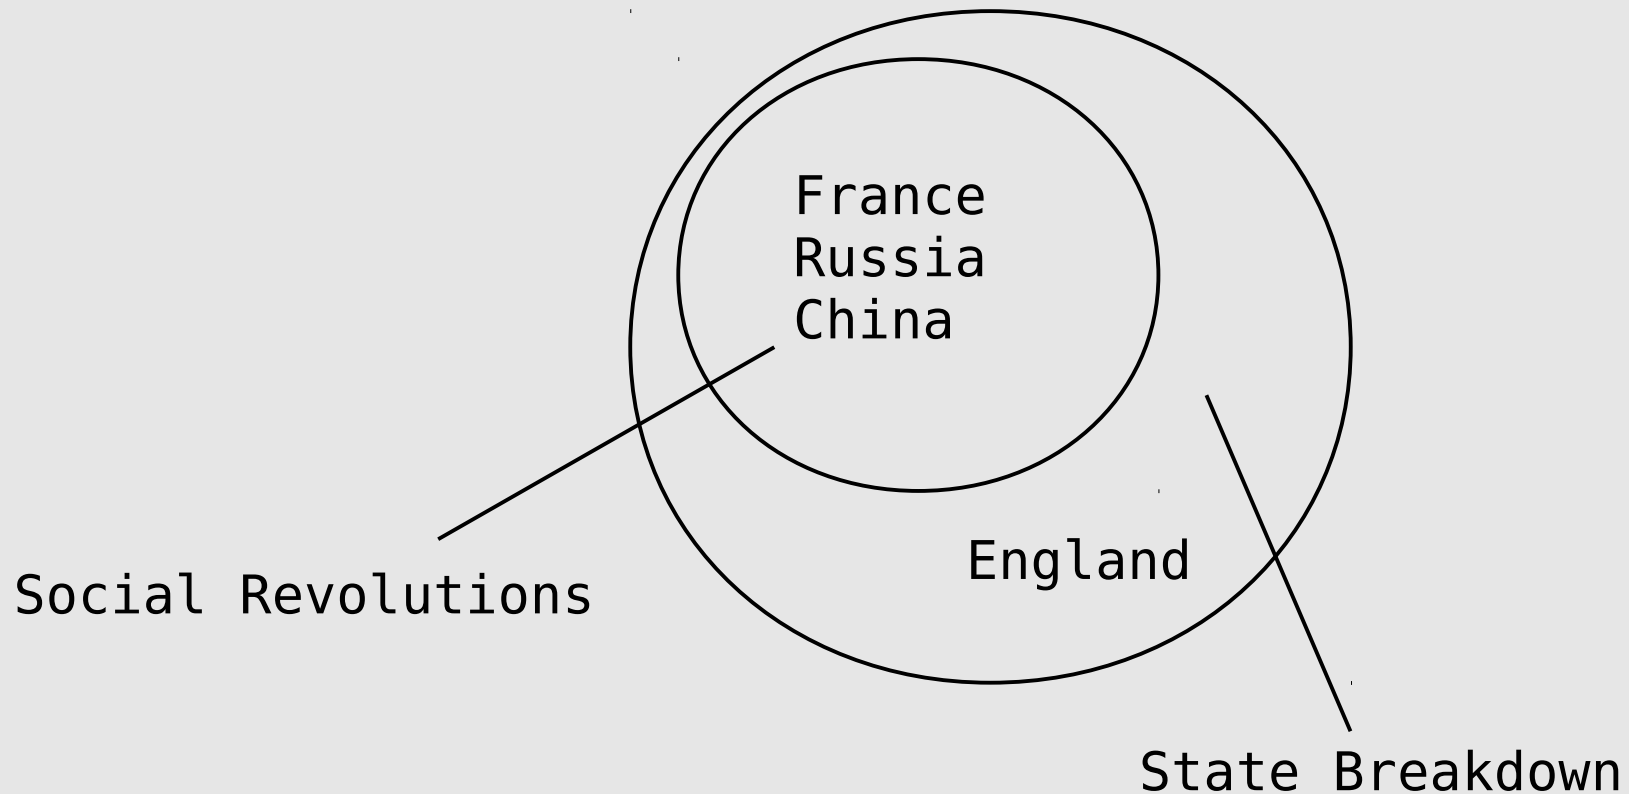 France
Russia
China
England
Social Revolutions
State Breakdown